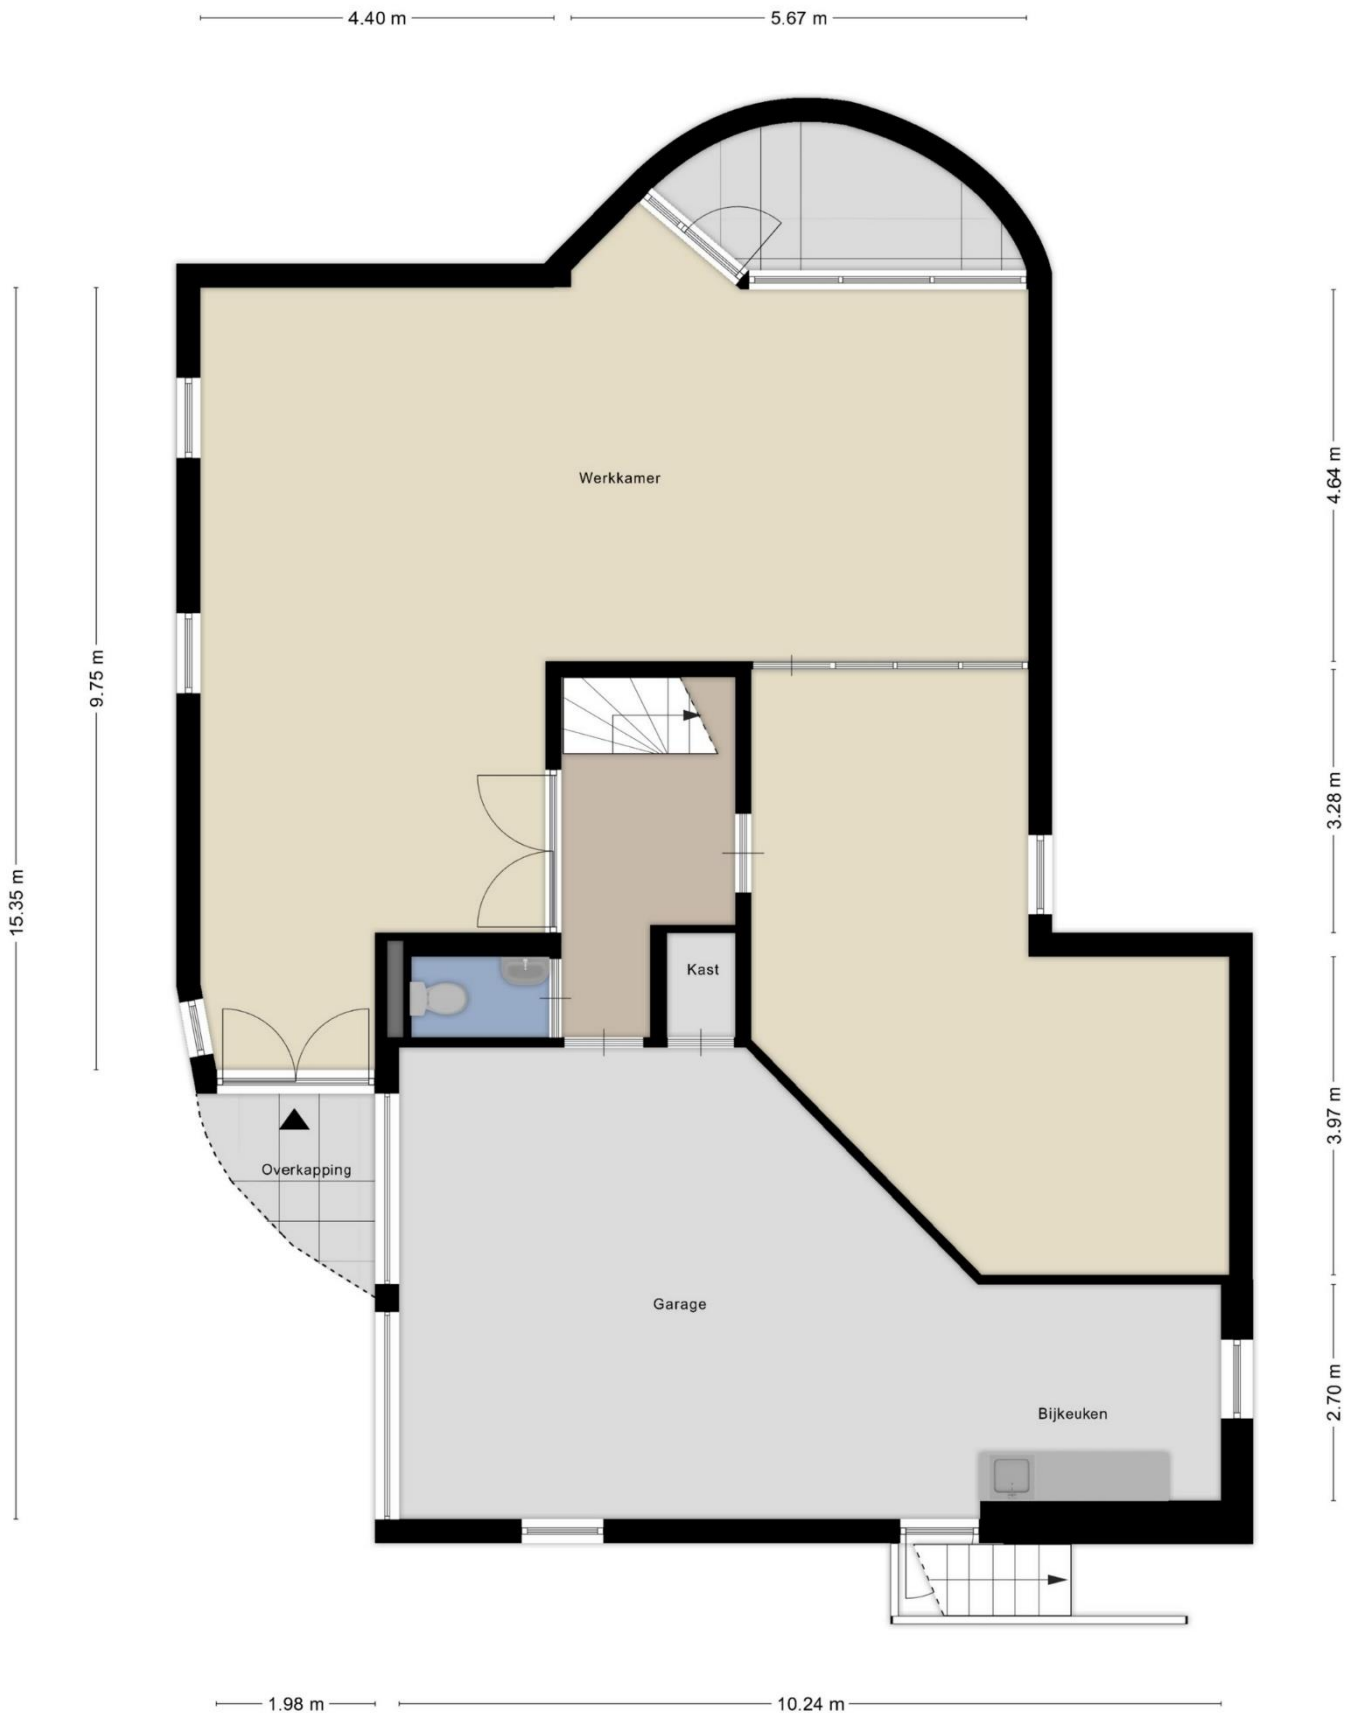 4.40 m
5.67 m
Werkkamer
4.64 m
9.75 m
3.28 m
15.35 m
Kast
3.97 m
Overkapping
Garage
2.70 m
Bijkeuken
1.98 m
10.24 m